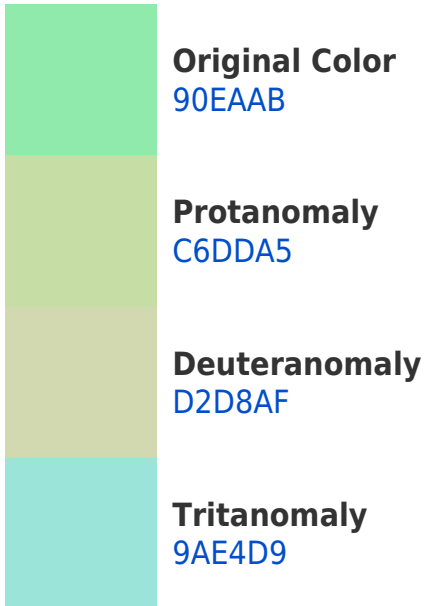 Original Color
90EAAB
Protanomaly
C6DDA5
Deuteranomaly
D2D8AF
Tritanomaly
9AE4D9